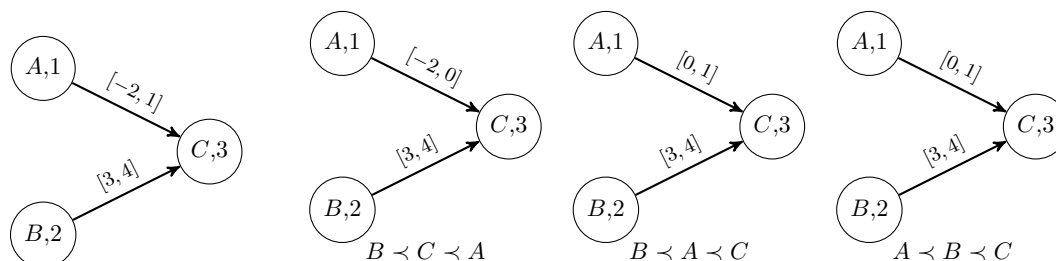 A,1
[−2, 1]
C,3
[3, 4]
B,2
A,1
[−2, 0]
C,3
[3, 4]
B,2
B ≺ C ≺ A
A,1
[0, 1]
C,3
[3, 4]
B,2
B ≺ A ≺ C
A,1
[0, 1]
C,3
[3, 4]
B,2
A ≺ B ≺ C